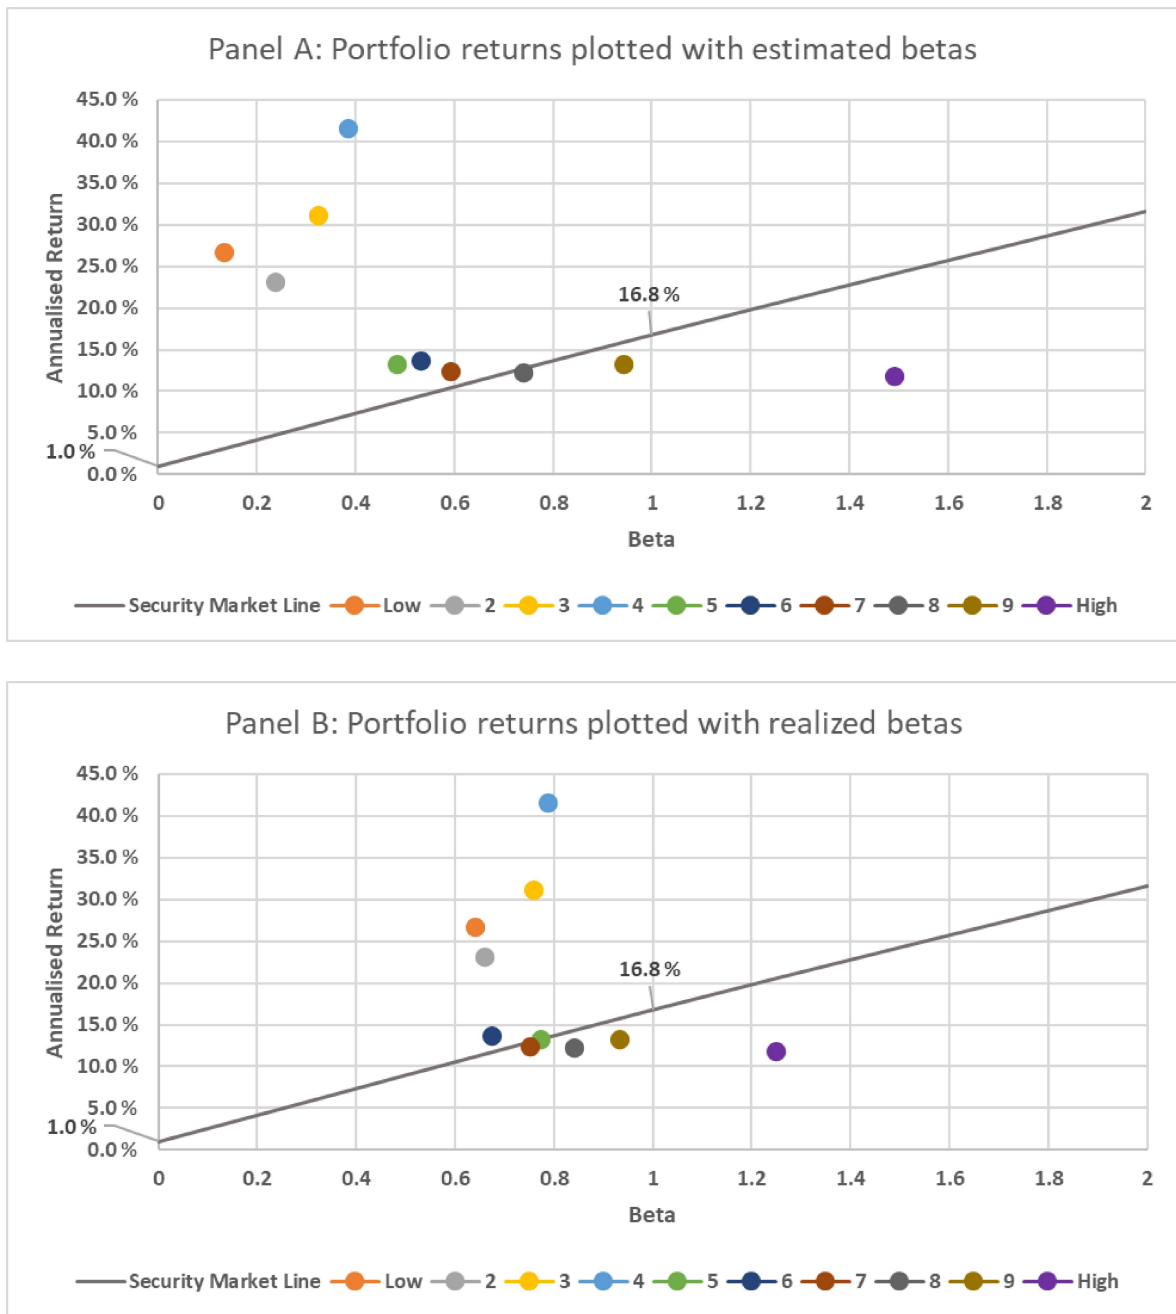 Panel A: Portfolio returns plotted with estimated betas
45.0 %
40.0 %
35.0 %
30.0 %
25.0 %
20.0 %
15.0 %
10.0 %
5.0 %
0.0 %
Annualised Return
16.8 %
1.0 %
0 0.2 0.4 0.6 0.8 1 1.2 1.4 1.6 1.8 2
Beta
Security Market Line Low 2 3 4 5 6 7 8 9 High
Panel B: Portfolio returns plotted with realized betas
45.0 %
40.0 %
35.0 %
30.0 %
25.0 %
20.0 %
15.0 %
10.0 %
5.0 %
0.0 %
Annualised Return
16.8 %
1.0 %
0 0.2 0.4 0.6 0.8 1 1.2 1.4 1.6 1.8 2
Beta
Security Market Line Low 2 3 4 5 6 7 8 9 High